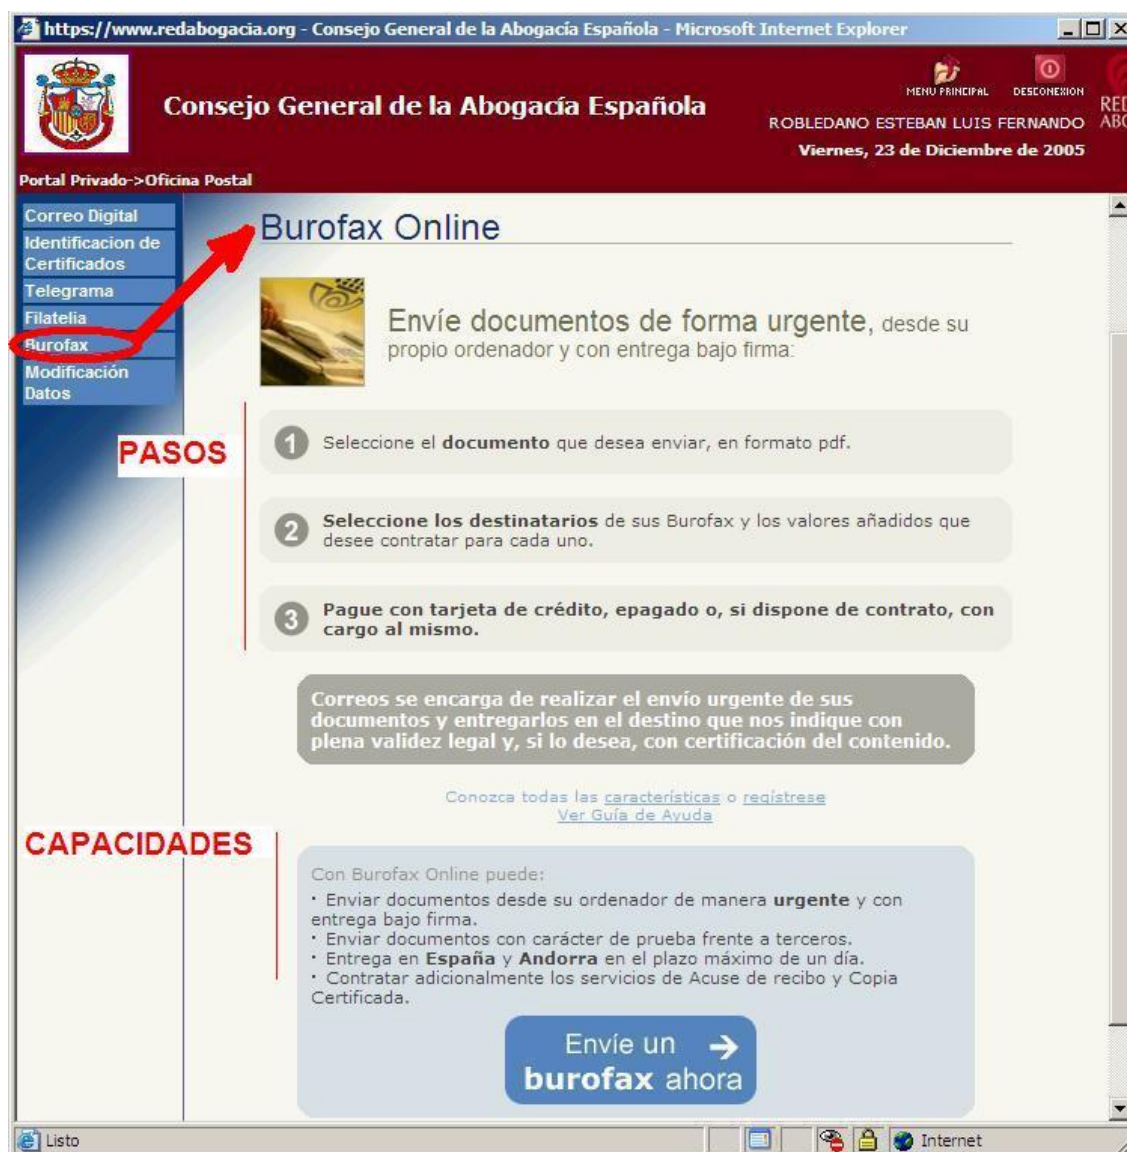 https://www.redabogacia.org - Consejo General de la Abogacía Española - Microsoft Internet Explorer
Consejo General de la Abogacía Española
MENU PRINCIPAL
DESCONEXION
ROBLEDANO ESTEBAN LUIS FERNANDO
Viernes, 23 de Diciembre de 2005
RED
ABO
Portal Privado->Oficina Postal
Correo Digital
Identificacion de
Certificados
Telegrama
Filatelia
Burofax
Modificación
Datos
Burofax Online
Envíe documentos de forma urgente, desde su
propio ordenador y con entrega bajo firma:
PASOS
1 Seleccione el documento que desea enviar, en formato pdf.
2 Seleccione los destinatarios de sus Burofax y los valores añadidos que
desee contratar para cada uno.
3 Pague con tarjeta de crédito, epagado o, si dispone de contrato, con
cargo al mismo.
Correos se encarga de realizar el envío urgente de sus
documentos y entregarlos en el destino que nos indique con
plena validez legal y, si lo desea, con certificación del contenido.
Conozca todas las características o regístrese
Ver Guía de Ayuda
CAPACIDADES
Con Burofax Online puede:
· Enviar documentos desde su ordenador de manera urgente y con
entrega bajo firma.
· Enviar documentos con carácter de prueba frente a terceros.
· Entrega en España y Andorra en el plazo máximo de un día.
· Contratar adicionalmente los servicios de Acuse de recibo y Copia
Certificada.
Envíe un
burofax ahora
Listo
Internet